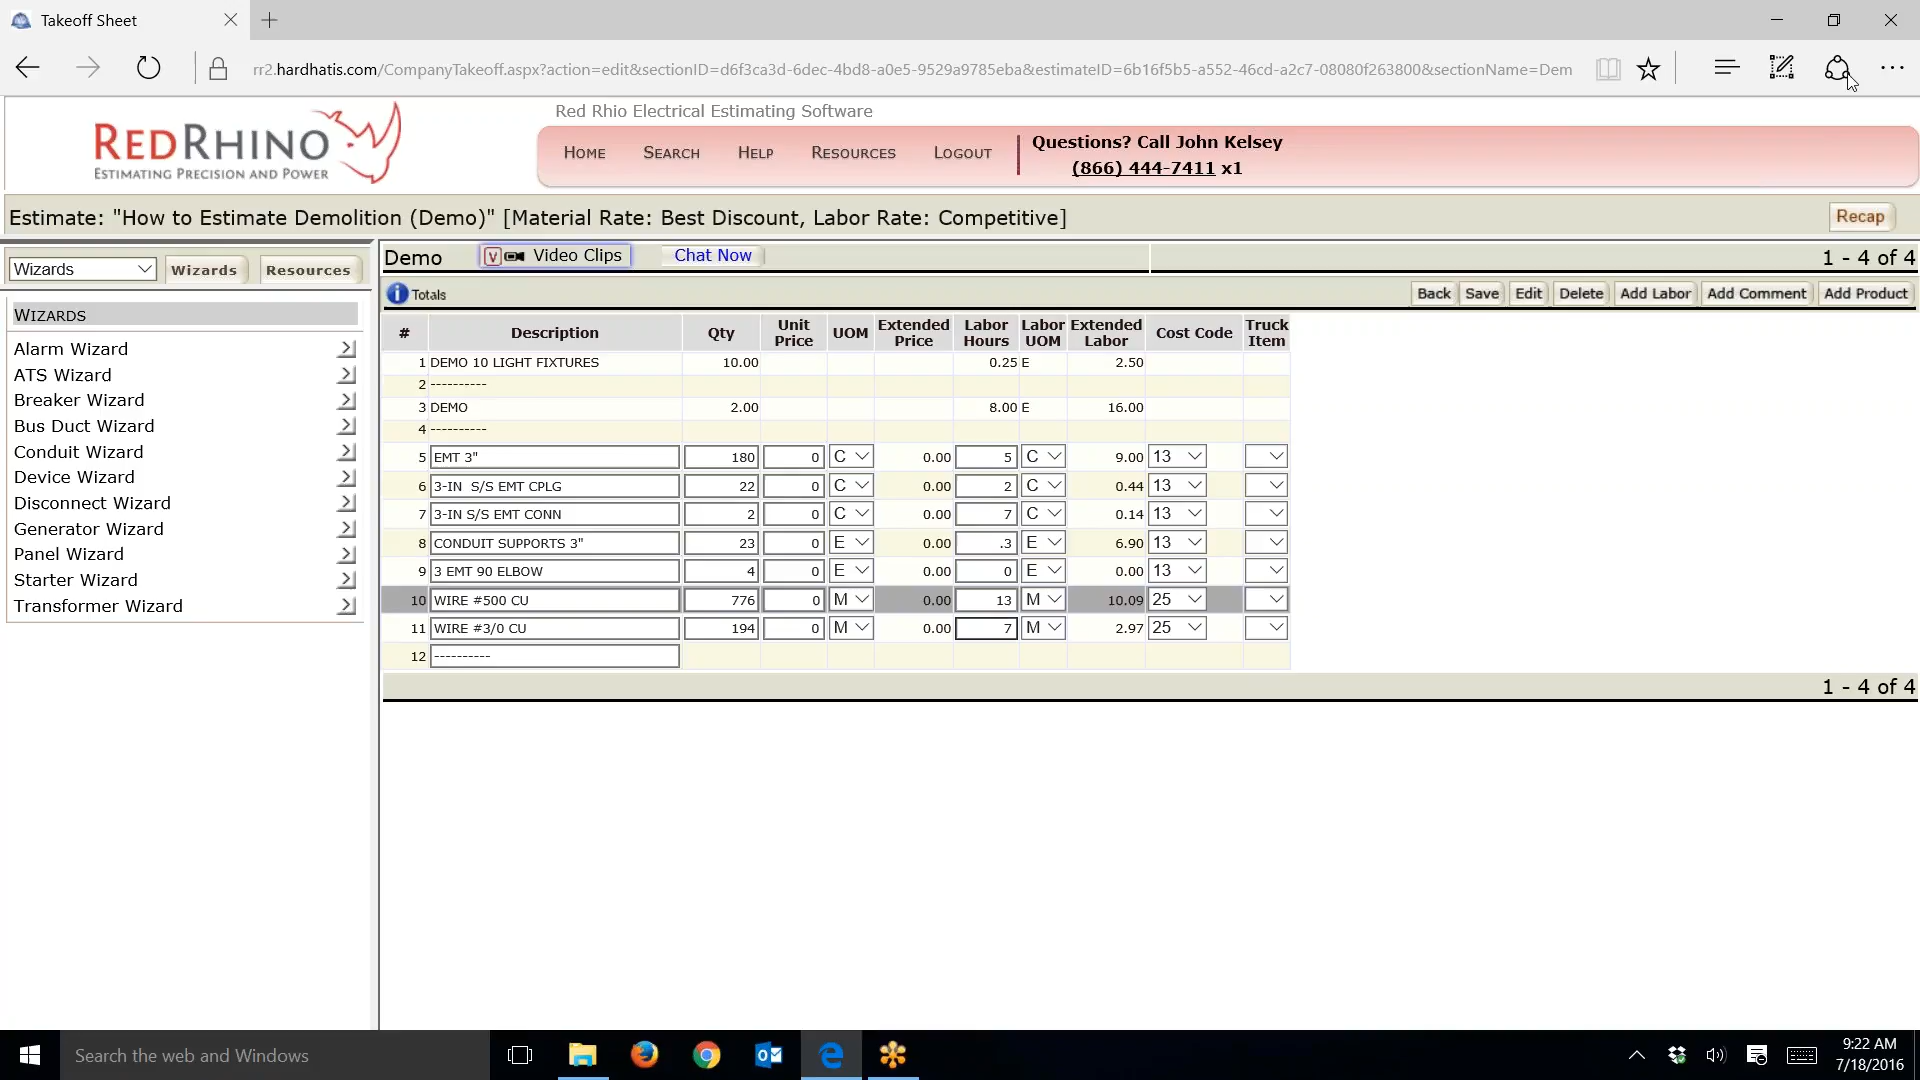 Takeoff Sheet
rr2.hardhatis.com/CompanyTakeoff.aspx?action=edit&sectionID=d6f3ca3d-6dec-4bd8-a0e5-9529a9785eba&estimateID=6b16f5b5-a552-46cd-a2c7-08080f263800&sectionName=Dem
REDRHINO
ESTIMATING PRECISION AND POWER
Red Rhio Electrical Estimating Software
HOME SEARCH HELP RESOURCES LOGOUT
Questions? Call John Kelsey
(866) 444-7411 x1
Estimate: "How to Estimate Demolition (Demo)" [Material Rate: Best Discount, Labor Rate: Competitive]
Recap
Wizards Wizards Resources
WIZARDS
Alarm Wizard
ATS Wizard
Breaker Wizard
Bus Duct Wizard
Conduit Wizard
Device Wizard
Disconnect Wizard
Generator Wizard
Panel Wizard
Starter Wizard
Transformer Wizard
Demo V Video Clips Chat Now 1 - 4 of 4
i Totals Back Save Edit Delete Add Labor Add Comment Add Product
# Description Qty Unit Price UOM Extended Price Labor Hours Labor UOM Extended Labor Cost Code Truck Item
1 DEMO 10 LIGHT FIXTURES 10.00 0.25 E 2.50
2 ----------
3 DEMO 2.00 8.00 E 16.00
4 ----------
5 EMT 3" 180 0 C 0.00 5 C 9.00 13
6 3-IN S/S EMT CPLG 22 0 C 0.00 2 C 0.44 13
7 3-IN S/S EMT CONN 2 0 C 0.00 7 C 0.14 13
8 CONDUIT SUPPORTS 3" 23 0 E 0.00 .3 E 6.90 13
9 3 EMT 90 ELBOW 4 0 E 0.00 0 E 0.00 13
10 WIRE #500 CU 776 0 M 0.00 13 M 10.09 25
11 WIRE #3/0 CU 194 0 M 0.00 7 M 2.97 25
12 ----------
1 - 4 of 4
Search the web and Windows
9:22 AM
7/18/2016